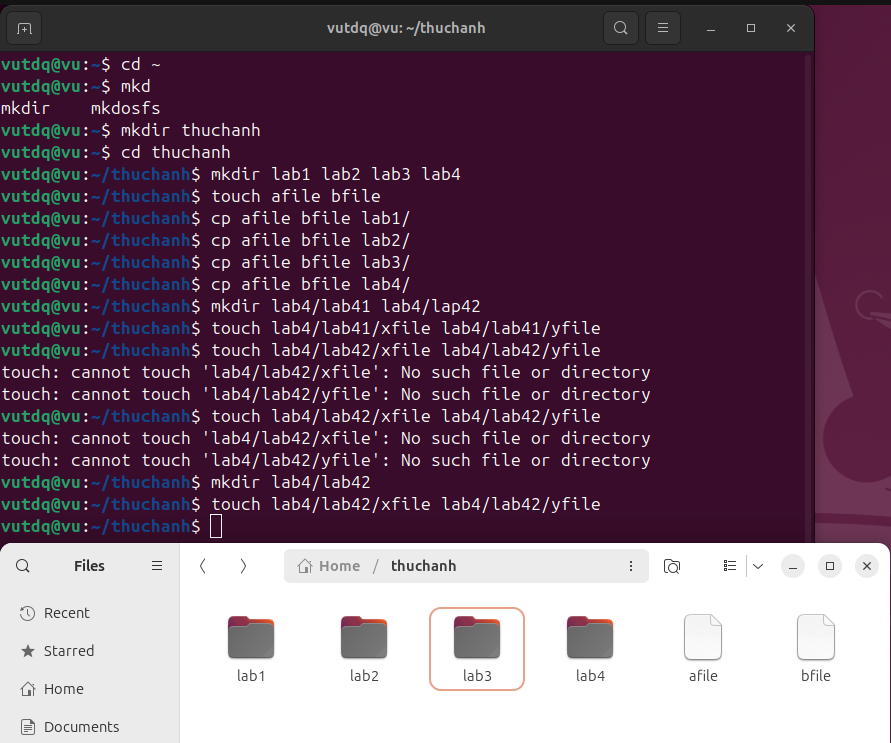 vutdq@vu: ~/thuchanh
vutdq@vu:~$ cd ~
vutdq@vu:~$ mkd
mkdir    mkdosfs
vutdq@vu:~$ mkdir thuchanh
vutdq@vu:~$ cd thuchanh
vutdq@vu:~/thuchanh$ mkdir lab1 lab2 lab3 lab4
vutdq@vu:~/thuchanh$ touch afile bfile
vutdq@vu:~/thuchanh$ cp afile bfile lab1/
vutdq@vu:~/thuchanh$ cp afile bfile lab2/
vutdq@vu:~/thuchanh$ cp afile bfile lab3/
vutdq@vu:~/thuchanh$ cp afile bfile lab4/
vutdq@vu:~/thuchanh$ mkdir lab4/lab41 lab4/lap42
vutdq@vu:~/thuchanh$ touch lab4/lab41/xfile lab4/lab41/yfile
vutdq@vu:~/thuchanh$ touch lab4/lab42/xfile lab4/lab42/yfile
touch: cannot touch 'lab4/lab42/xfile': No such file or directory
touch: cannot touch 'lab4/lab42/yfile': No such file or directory
vutdq@vu:~/thuchanh$ touch lab4/lab42/xfile lab4/lab42/yfile
touch: cannot touch 'lab4/lab42/xfile': No such file or directory
touch: cannot touch 'lab4/lab42/yfile': No such file or directory
vutdq@vu:~/thuchanh$ mkdir lab4/lab42
vutdq@vu:~/thuchanh$ touch lab4/lab42/xfile lab4/lab42/yfile
vutdq@vu:~/thuchanh$
Files
Home / thuchanh
Recent
Starred
Home
Documents
lab1
lab2
lab3
lab4
afile
bfile